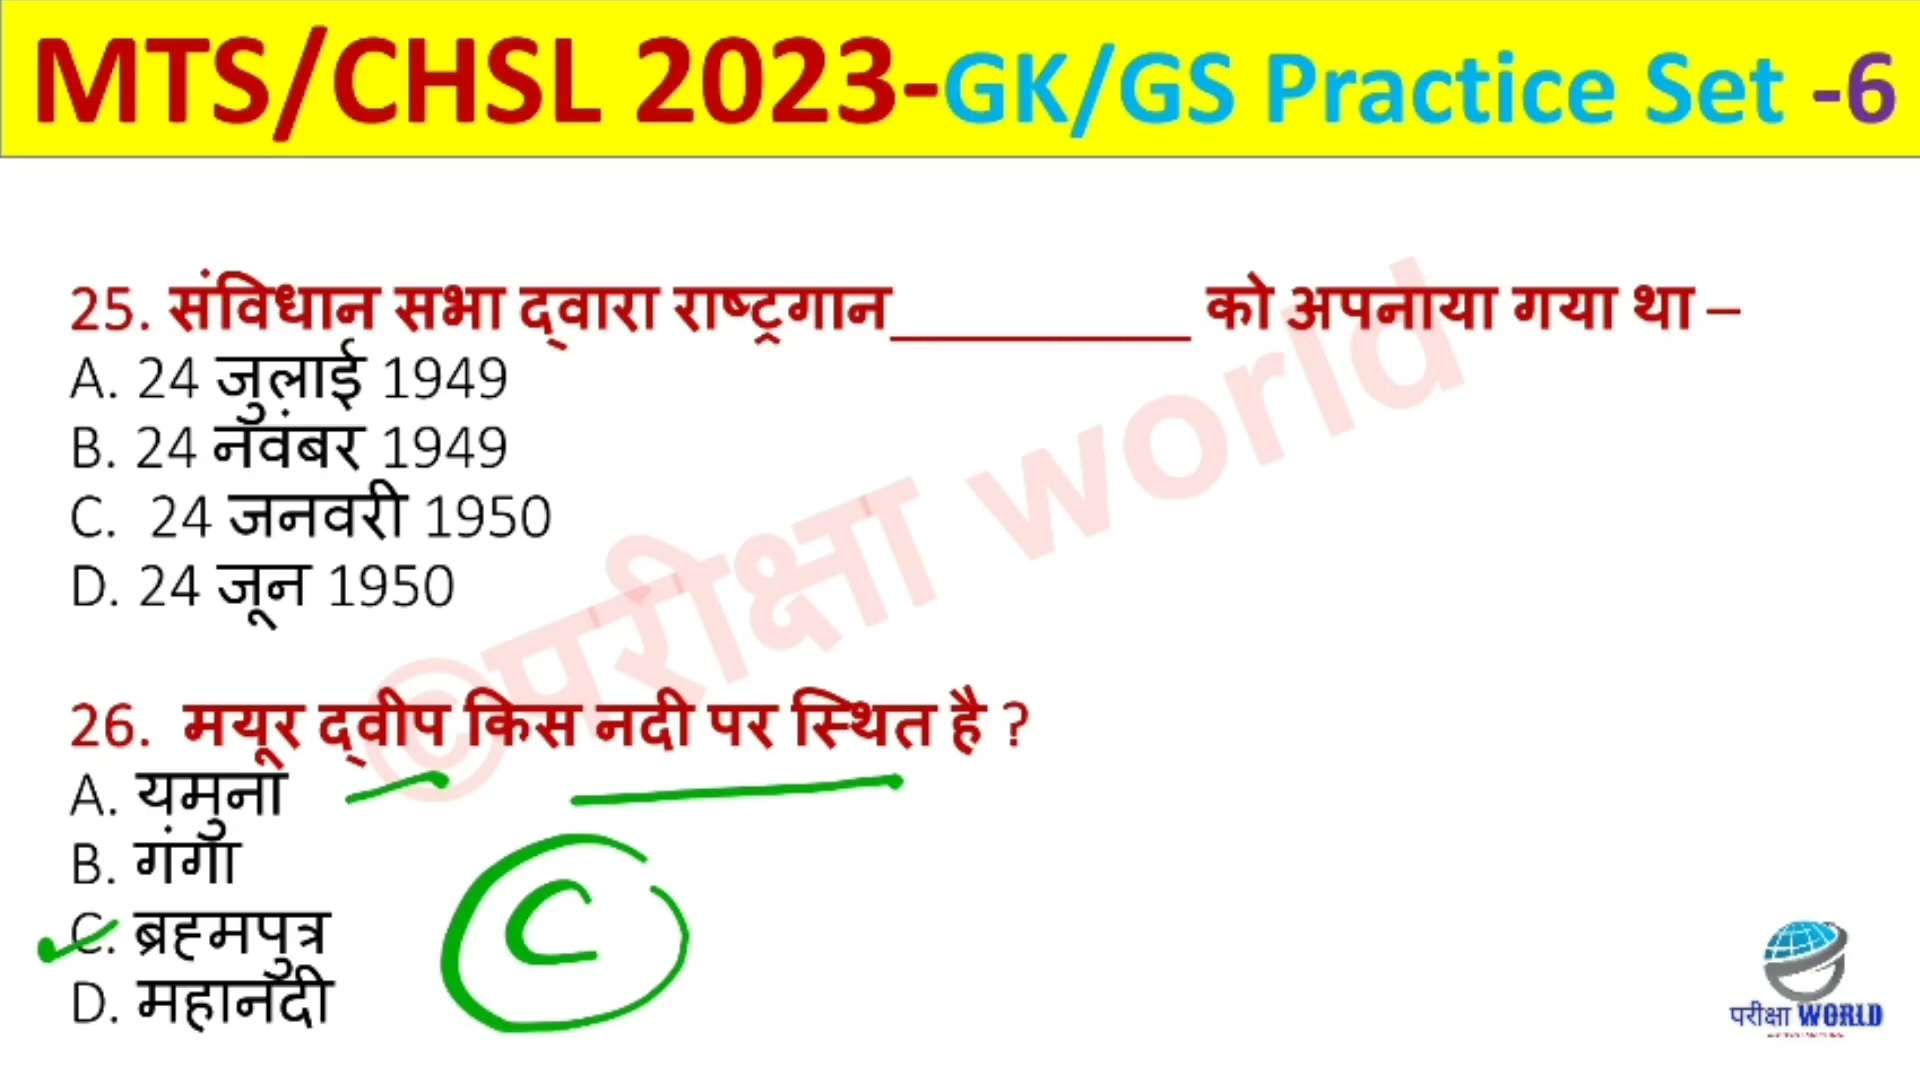 MTS/CHSL 2023-GK/GS Practice Set -6
25. संविधान सभा द्वारा राष्ट्रगान__________ को अपनाया गया था –
A. 24 जुलाई 1949
B. 24 नवंबर 1949
C. 24 जनवरी 1950
D. 24 जून 1950
©परीक्षा world
26. मयूर द्वीप किस नदी पर स्थित है ?
A. यमुना
B. गंगा
C. ब्रह्मपुत्र
D. महानदी
C
परीक्षा WORLD